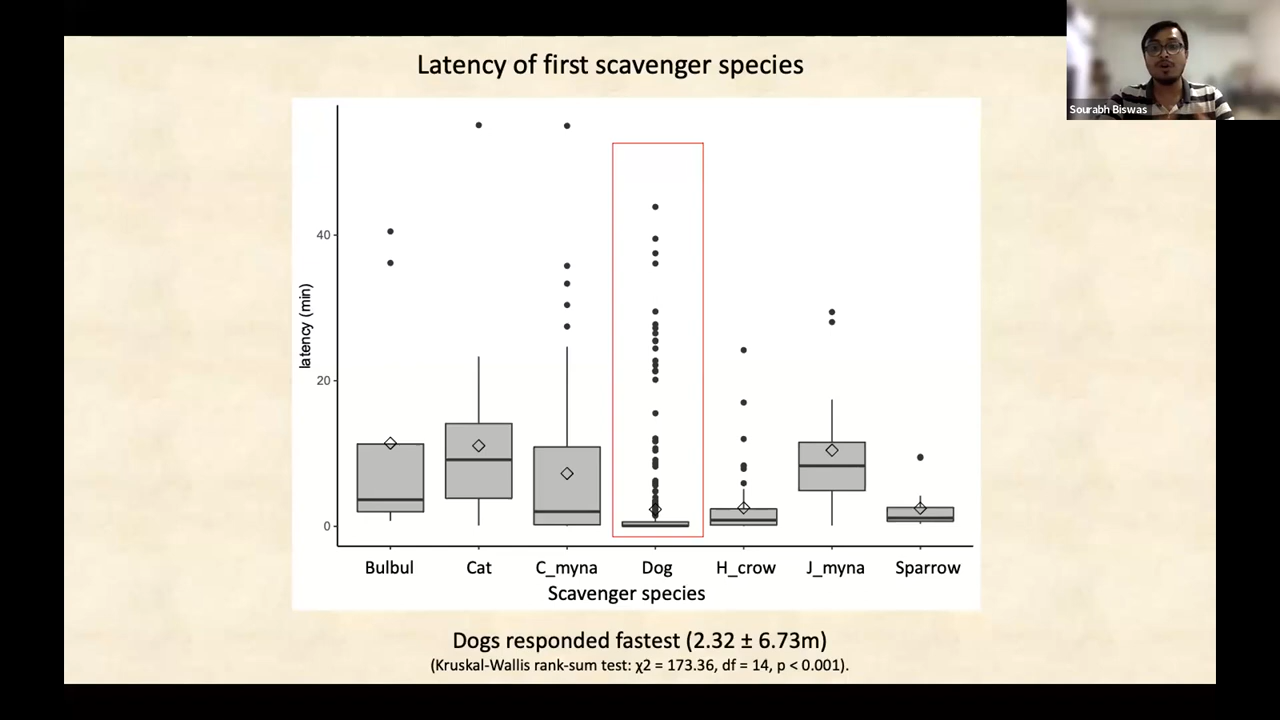 Latency of first scavenger species
Sourabh Biswas
40
latency (min)
20
0
Bulbul Cat C_myna Dog H_crow J_myna Sparrow
Scavenger species
Dogs responded fastest (2.32 ± 6.73m)
(Kruskal-Wallis rank-sum test: χ2 = 173.36, df = 14, p < 0.001).